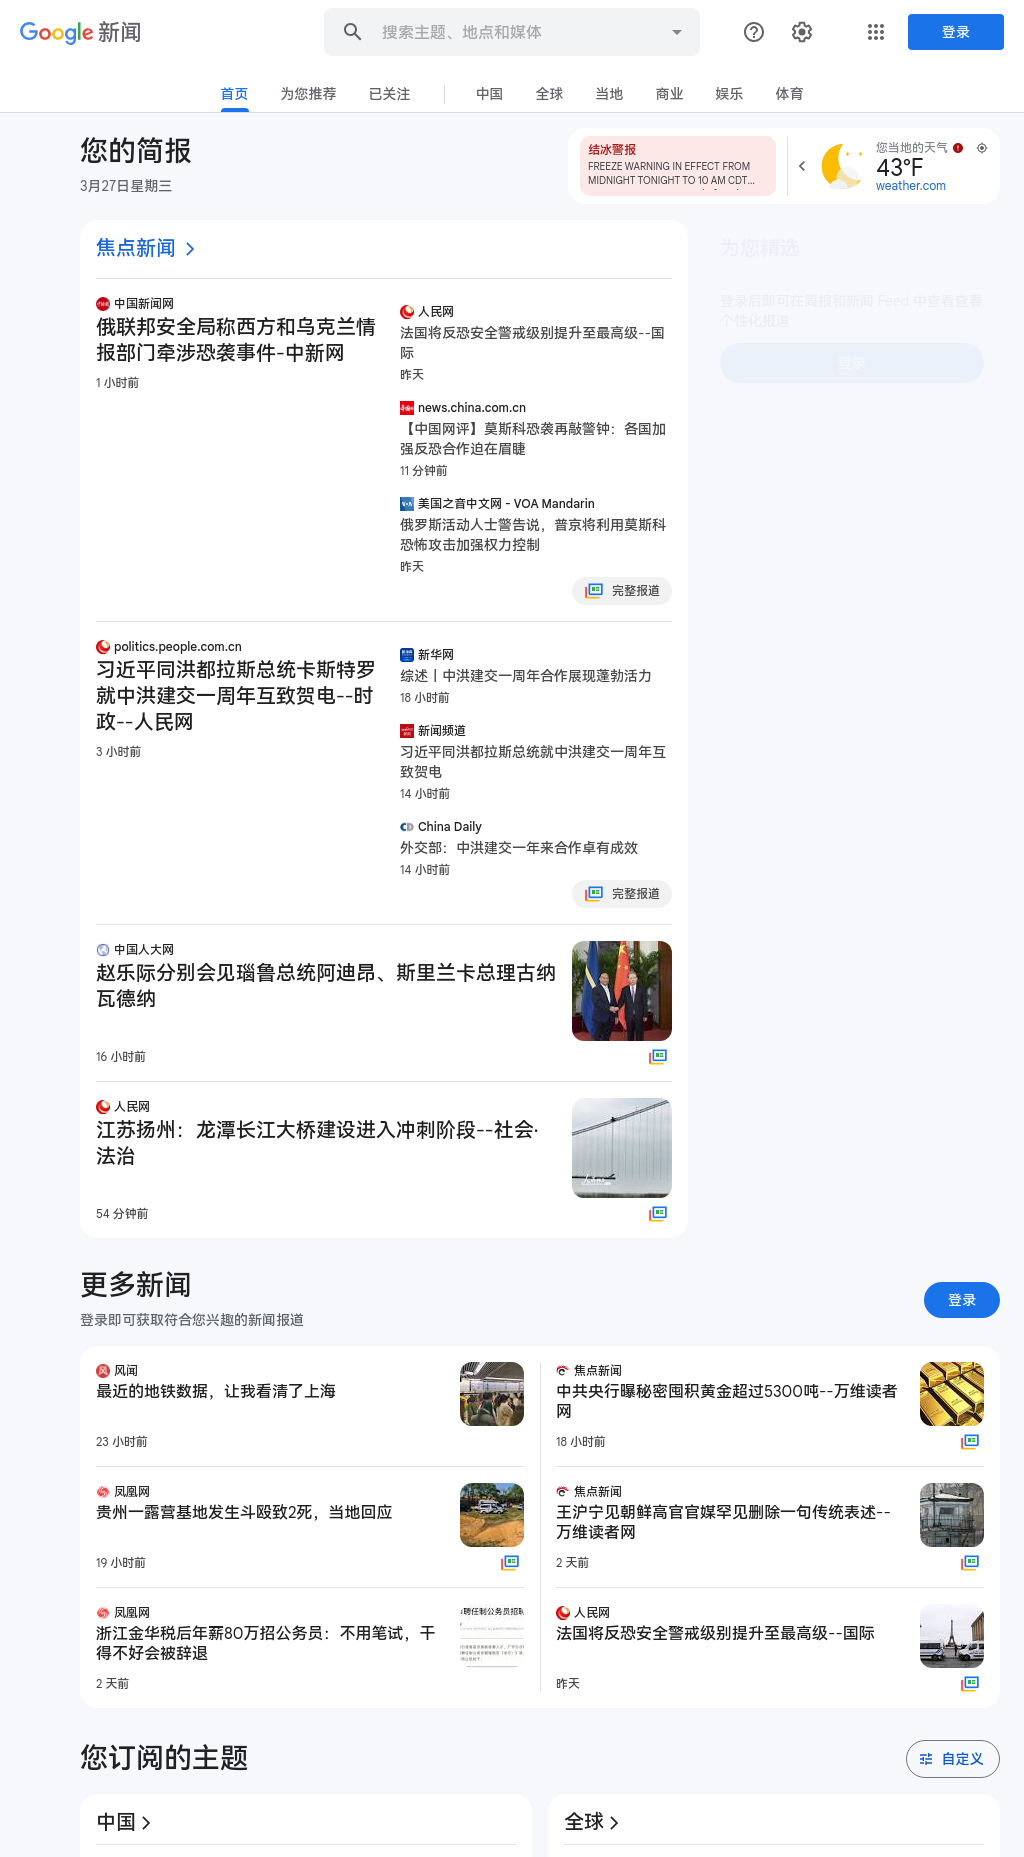 Google 新闻
搜索主题、地点和媒体
登录
首页
为您推荐
已关注
中国
全球
当地
商业
娱乐
体育
您的简报
3月27日星期三
结冰警报
FREEZE WARNING IN EFFECT FROM
MIDNIGHT TONIGHT TO 10 AM CDT...
您当地的天气
43°F
weather.com
焦点新闻
中国新闻网
俄联邦安全局称西方和乌克兰情
报部门牵涉恐袭事件-中新网
1 小时前
人民网
法国将反恐安全警戒级别提升至最高级--国
际
昨天
news.china.com.cn
【中国网评】莫斯科恐袭再敲警钟：各国加
强反恐合作迫在眉睫
11 分钟前
美国之音中文网 - VOA Mandarin
俄罗斯活动人士警告说，普京将利用莫斯科
恐怖攻击加强权力控制
昨天
完整报道
为您精选
登录后即可在简报和新闻 Feed 中查看查看
个性化报道
登录
politics.people.com.cn
习近平同洪都拉斯总统卡斯特罗
就中洪建交一周年互致贺电--时
政--人民网
3 小时前
新华网
综述丨中洪建交一周年合作展现蓬勃活力
18 小时前
新闻频道
习近平同洪都拉斯总统就中洪建交一周年互
致贺电
14 小时前
China Daily
外交部：中洪建交一年来合作卓有成效
14 小时前
完整报道
中国人大网
赵乐际分别会见瑙鲁总统阿迪昂、斯里兰卡总理古纳
瓦德纳
16 小时前
人民网
江苏扬州：龙潭长江大桥建设进入冲刺阶段--社会·
法治
54 分钟前
更多新闻
登录即可获取符合您兴趣的新闻报道
登录
风闻
最近的地铁数据，让我看清了上海
23 小时前
凤凰网
贵州一露营基地发生斗殴致2死，当地回应
19 小时前
凤凰网
浙江金华税后年薪80万招公务员：不用笔试，干
得不好会被辞退
2 天前
聘任制公务员招聘
焦点新闻
中共央行曝秘密囤积黄金超过5300吨--万维读者
网
18 小时前
焦点新闻
王沪宁见朝鲜高官官媒罕见删除一句传统表述--
万维读者网
2 天前
人民网
法国将反恐安全警戒级别提升至最高级--国际
昨天
您订阅的主题
自定义
中国
全球